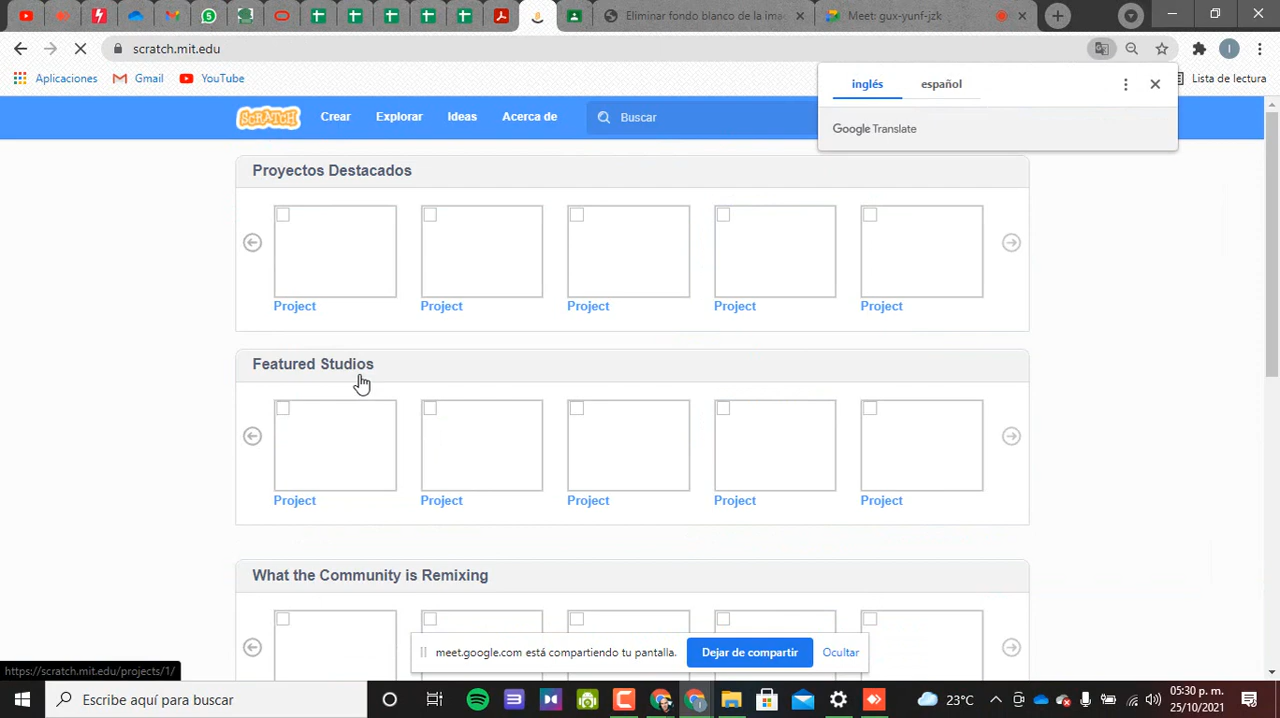 Eliminar fondo blanco de la ima
Meet: gux-yunf-jzk
scratch.mit.edu
Aplicaciones
Gmail
YouTube
Lista de lectura
inglés
español
Google Translate
SCRATCH
Crear
Explorar
Ideas
Acerca de
Buscar
Proyectos Destacados
Project
Project
Project
Project
Project
Featured Studios
Project
Project
Project
Project
Project
What the Community is Remixing
meet.google.com está compartiendo tu pantalla.
Dejar de compartir
Ocultar
https://scratch.mit.edu/projects/1/
Escribe aquí para buscar
23°C
05:30 p. m.
25/10/2021